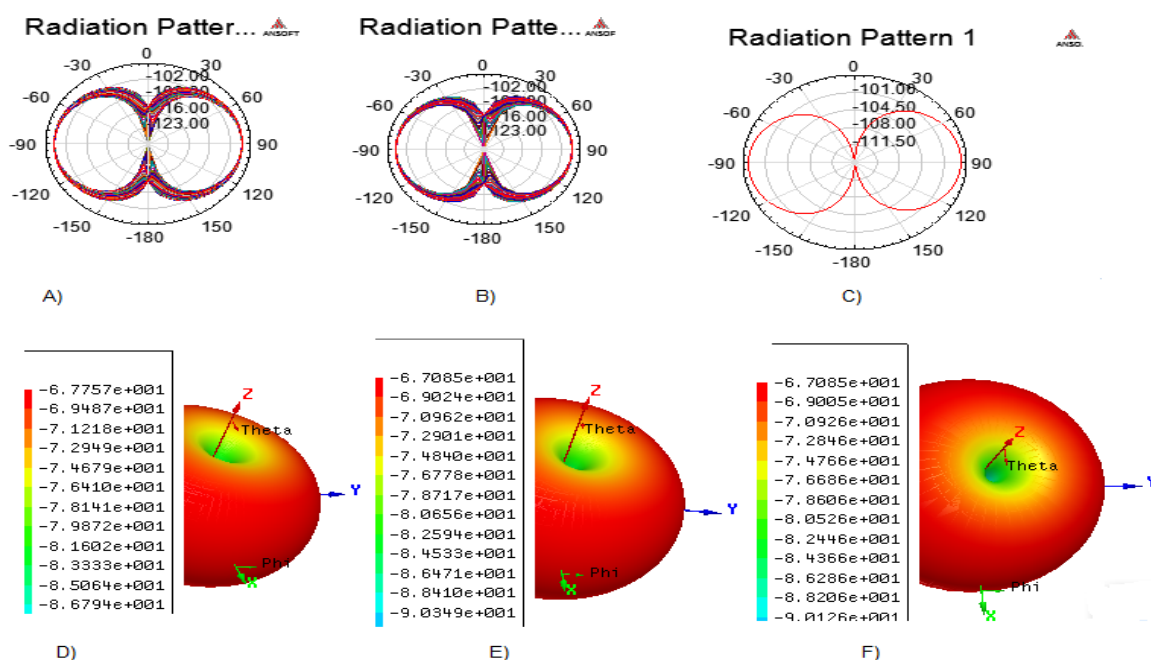 Radiation Patter...
ANSOFT
0
-30 30
-102.00
-60 60
16.00
123.00
-90 90
-120 120
-150 150
-180
A)
Radiation Patte...
ANSOF
0
-30 30
-102.00
-60 60
16.00
123.00
-90 90
-120 120
-150 150
-180
B)
Radiation Pattern 1
ANSO.
0
-30 30
-101.00
-60 60
-104.50
-108.00
-111.50
-90 90
-120 120
-150 150
-180
C)
-6.7757e+001
-6.9487e+001
-7.1218e+001
-7.2949e+001
-7.4679e+001
-7.6410e+001
-7.8141e+001
-7.9872e+001
-8.1602e+001
-8.3333e+001
-8.5064e+001
-8.6794e+001
Z
Theta
Y
Phi
X
D)
-6.7085e+001
-6.9024e+001
-7.0962e+001
-7.2901e+001
-7.4840e+001
-7.6778e+001
-7.8717e+001
-8.0656e+001
-8.2594e+001
-8.4533e+001
-8.6471e+001
-8.8410e+001
-9.0349e+001
Z
Theta
Y
Phi
X
E)
-6.7085e+001
-6.9005e+001
-7.0926e+001
-7.2846e+001
-7.4766e+001
-7.6686e+001
-7.8606e+001
-8.0526e+001
-8.2446e+001
-8.4366e+001
-8.6286e+001
-8.8206e+001
-9.0126e+001
Z
Theta
Y
Phi
X
F)